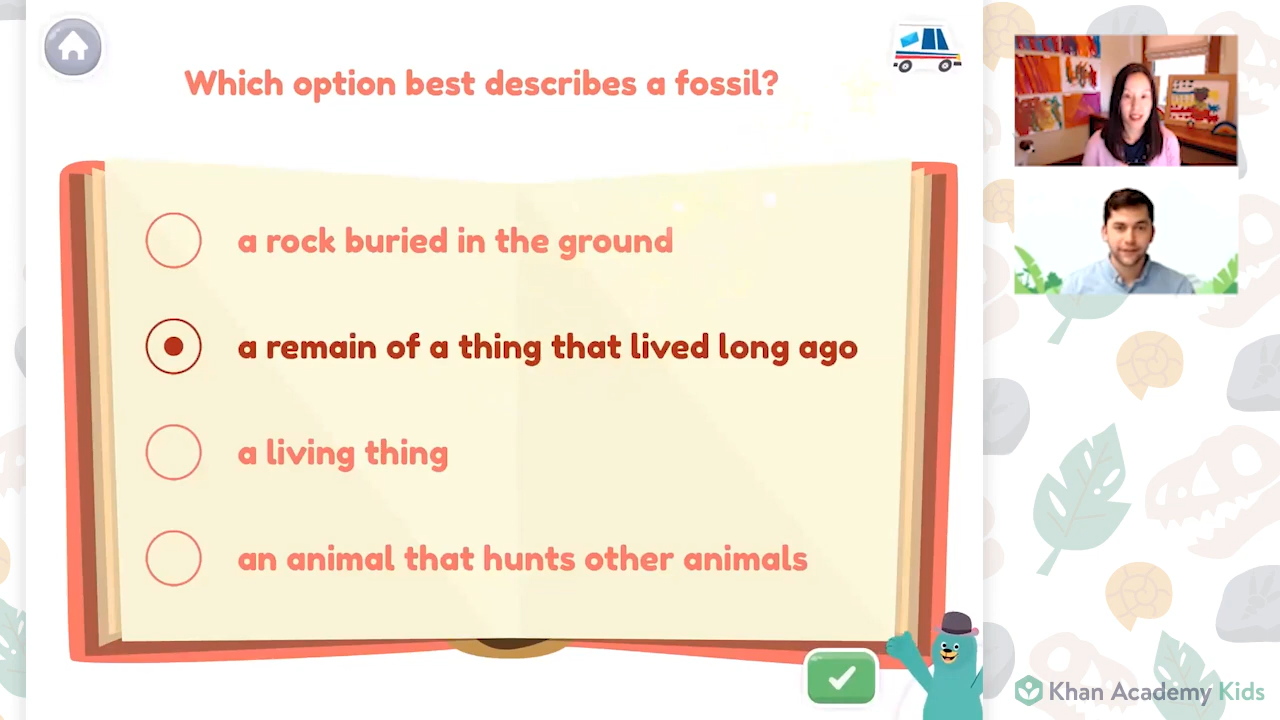 Which option best describes a fossil?
a rock buried in the ground
a remain of a thing that lived long ago
a living thing
an animal that hunts other animals
Khan Academy Kids